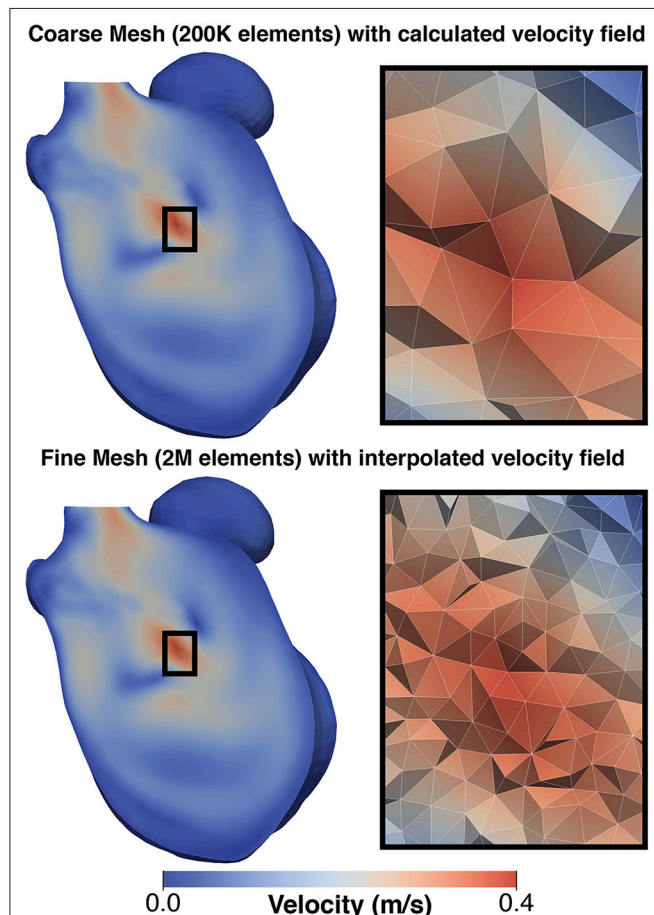 Coarse Mesh (200K elements) with calculated velocity field
Fine Mesh (2M elements) with interpolated velocity field
0.0 Velocity (m/s) 0.4